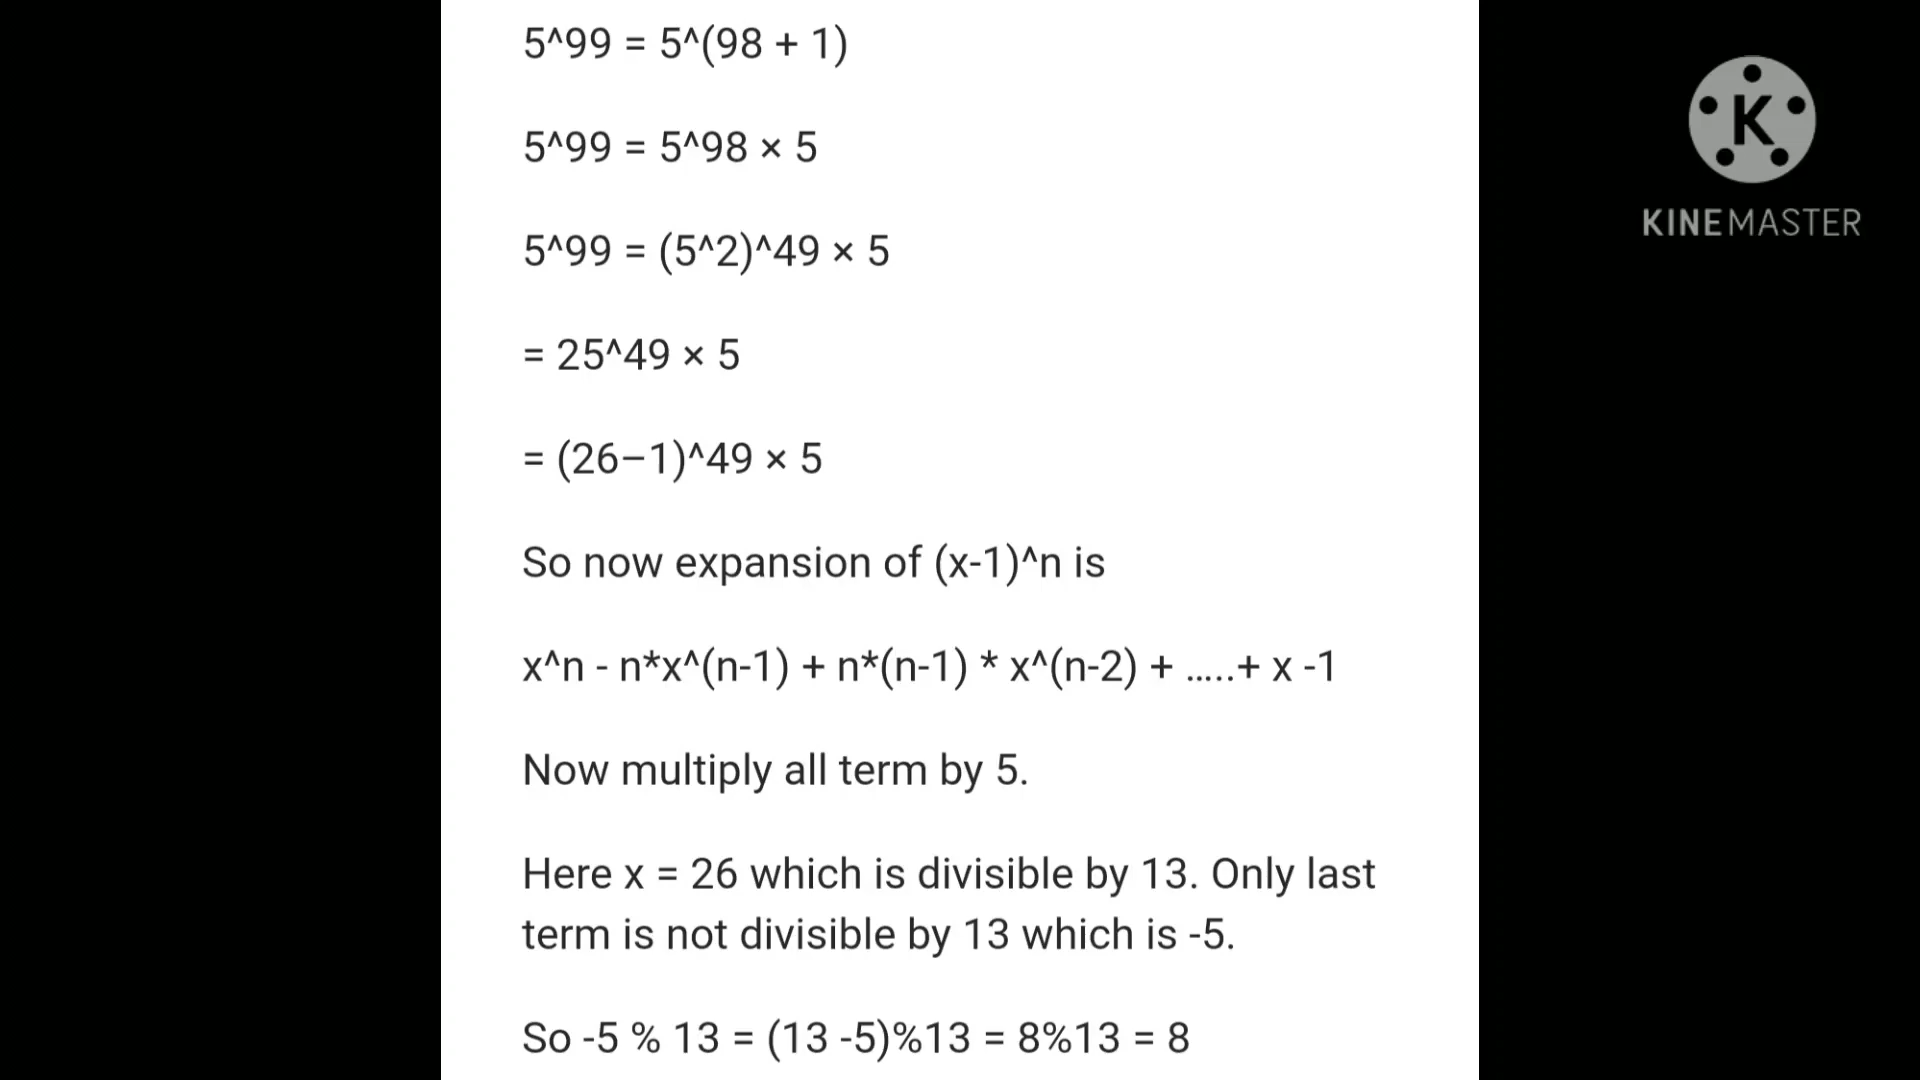 5^99 = 5^(98 + 1)
5^99 = 5^98 × 5
5^99 = (5^2)^49 × 5
= 25^49 × 5
= (26–1)^49 × 5
So now expansion of (x-1)^n is
x^n - n*x^(n-1) + n*(n-1) * x^(n-2) + .....+ x -1
Now multiply all term by 5.
Here x = 26 which is divisible by 13. Only last
term is not divisible by 13 which is -5.
So -5 % 13 = (13 -5)%13 = 8%13 = 8
K
KINEMASTER